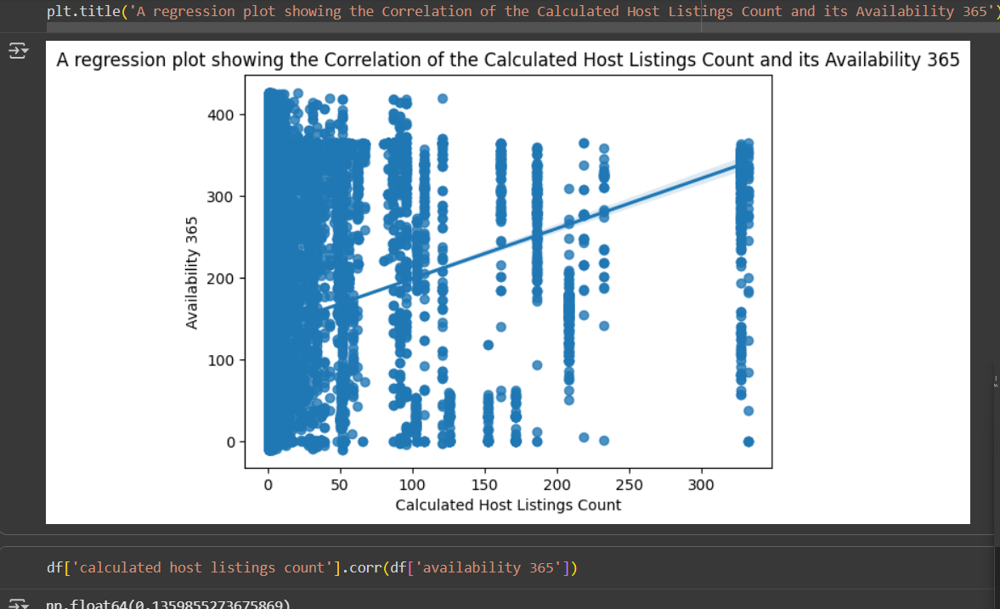 plt.title('A regression plot showing the Correlation of the Calculated Host Listings Count and its Availability 365')
A regression plot showing the Correlation of the Calculated Host Listings Count and its Availability 365
400
300
200
100
0
Availability 365
0 50 100 150 200 250 300
Calculated Host Listings Count
df['calculated host listings count'].corr(df['availability 365'])
np.float64(0.1359855273675869)